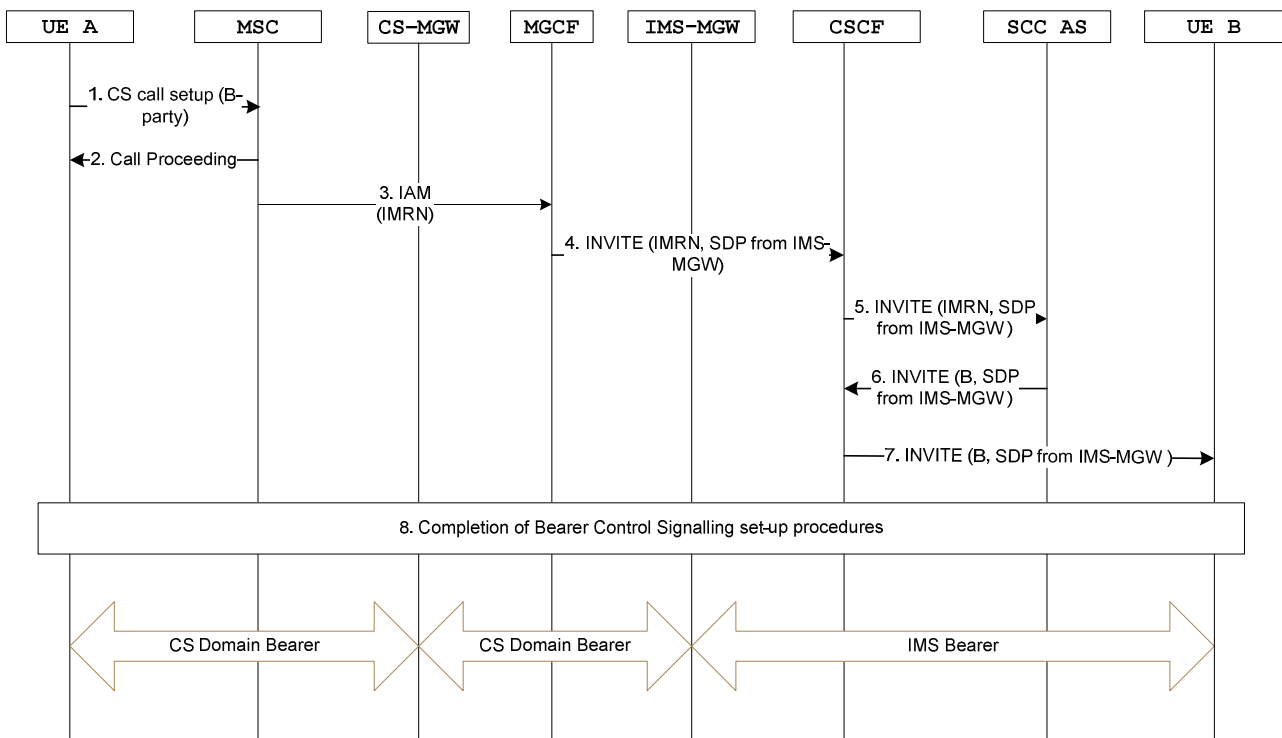 UE A
MSC
CS-MGW
MGCF
IMS-MGW
CSCF
SCC AS
UE B
1. CS call setup (B-
party)
2. Call Proceeding
3. IAM
(IMRN)
4. INVITE (IMRN, SDP from IMS-
MGW)
5. INVITE (IMRN, SDP
from IMS-MGW)
6. INVITE (B, SDP
from IMS-MGW)
7. INVITE (B, SDP from IMS-MGW )
8. Completion of Bearer Control Signalling set-up procedures
CS Domain Bearer
CS Domain Bearer
IMS Bearer